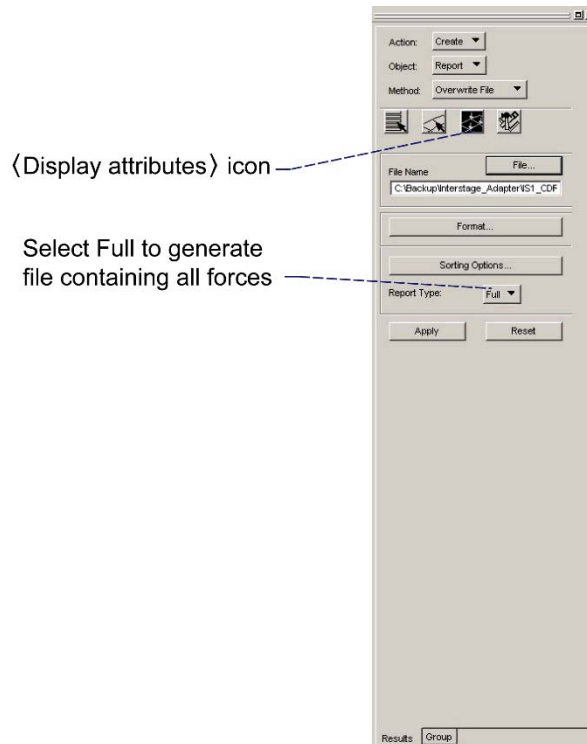 Action: Create
Object: Report
Method: Overwrite File
〈Display attributes〉 icon
File Name File...
C:\Backup\Interstage_Adapter\IS1_CDF
Format...
Select Full to generate
file containing all forces
Sorting Options...
Report Type: Full
Apply Reset
Results Group